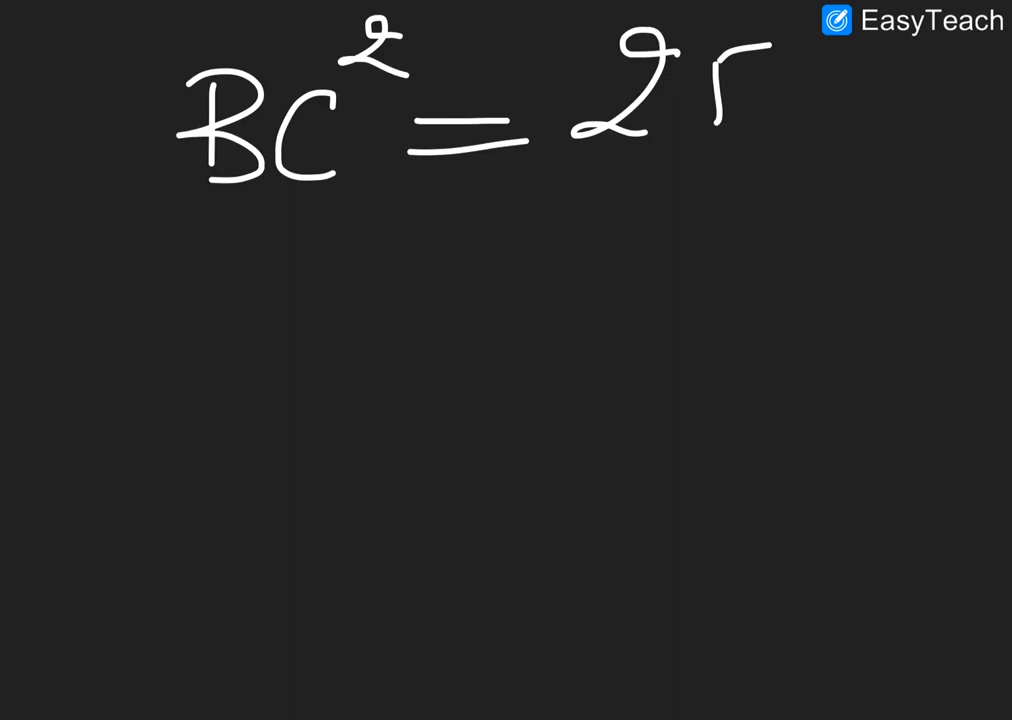 EasyTeach
BC² = 2r